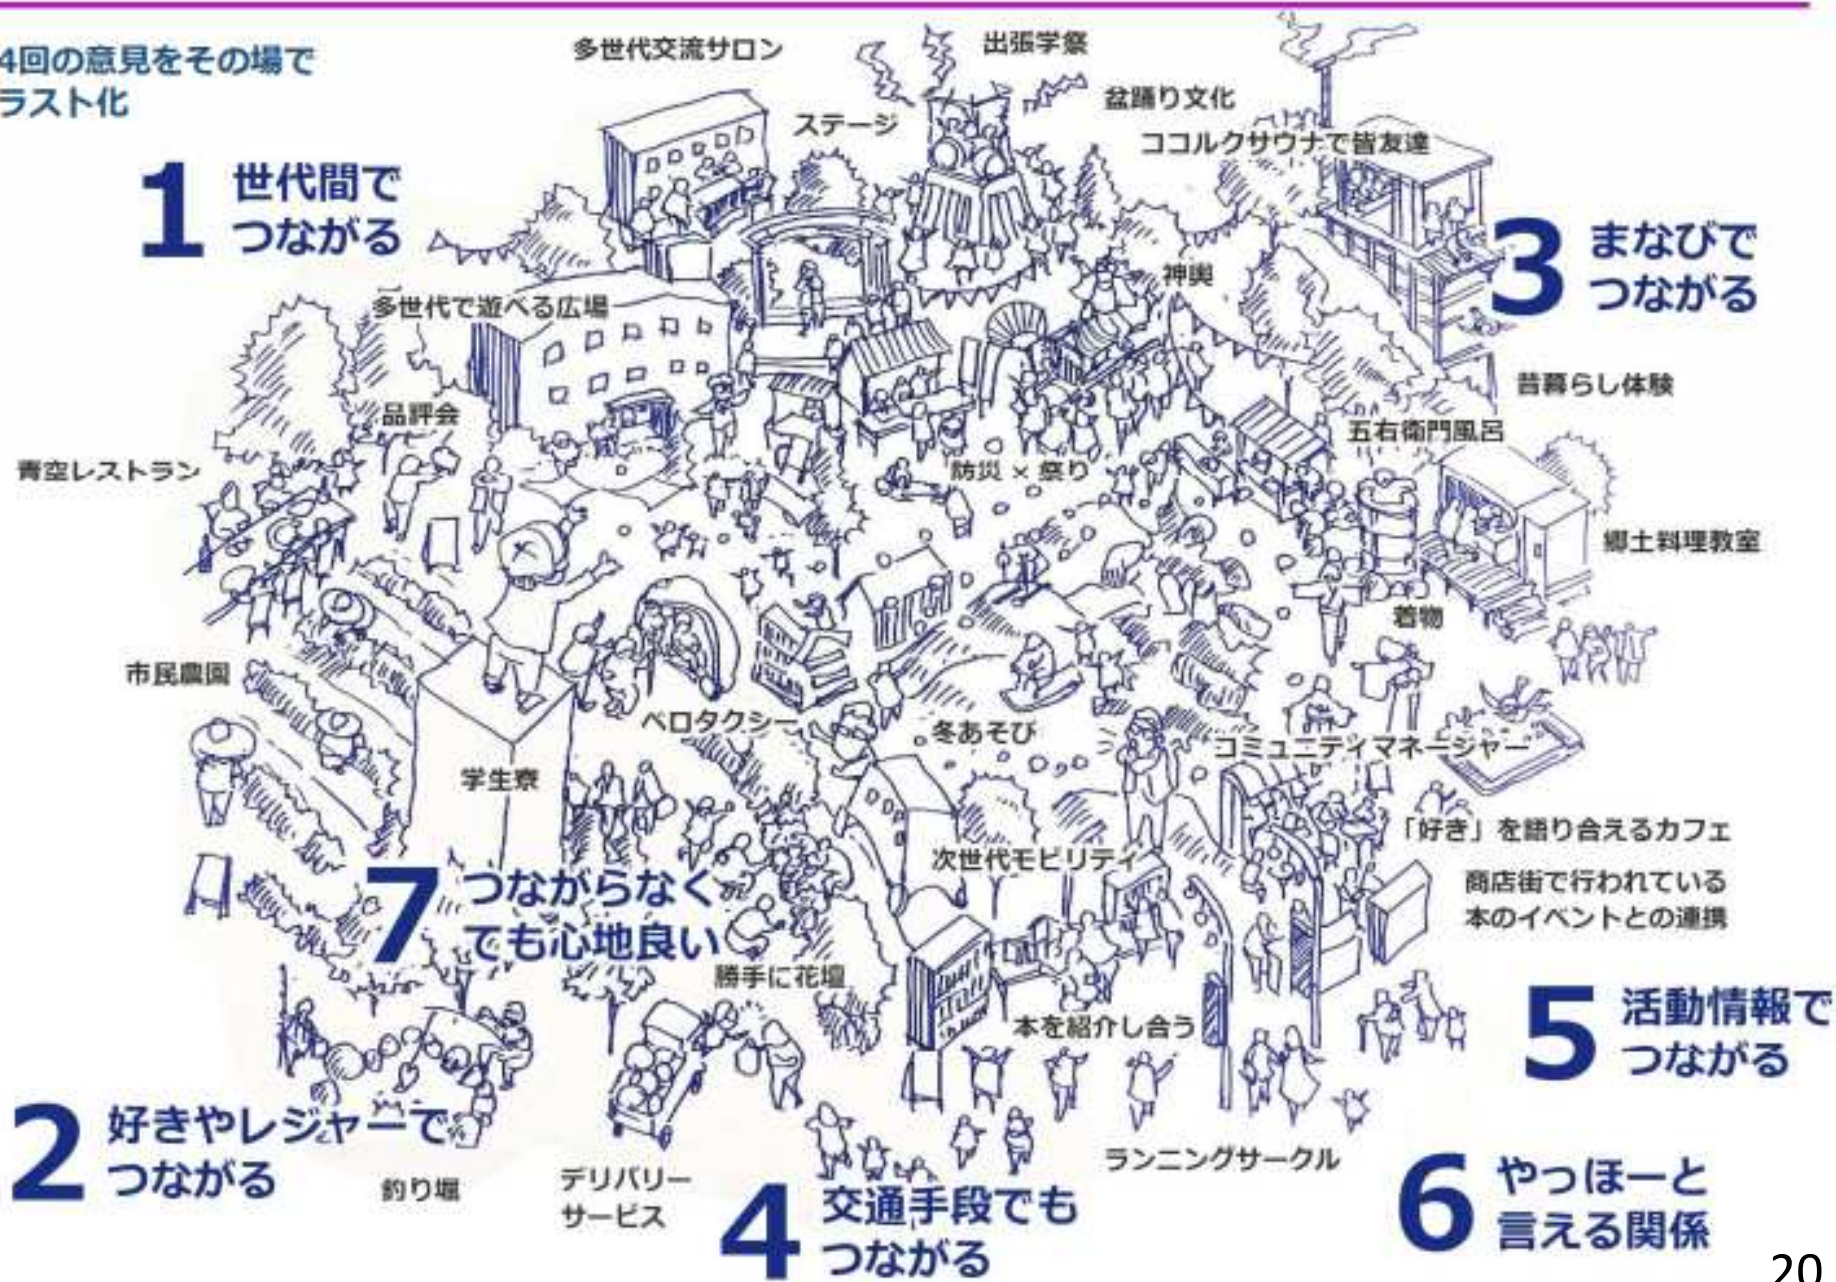 4回の意見をその場で
ラスト化
多世代交流サロン
出張学祭
盆踊り文化
ステージ
ココルクサウナで皆友達
1 世代間で
つながる
3 まなびで
つながる
神輿
多世代で遊べる広場
昔暮らし体験
品評会
五右衛門風呂
青空レストラン
防災×祭り
郷土料理教室
着物
市民農園
ベロタクシー
冬あそび
コミュニティマネージャー
学生寮
「好き」を語り合えるカフェ
次世代モビリティ
商店街で行われている
本のイベントとの連携
7 つながらなく
ても心地良い
勝手に花壇
本を紹介し合う
5 活動情報で
つながる
2 好きやレジャーで
つながる
釣り堀
デリバリー
サービス
ランニングサークル
4 交通手段でも
つながる
6 やっほーと
言える関係
20